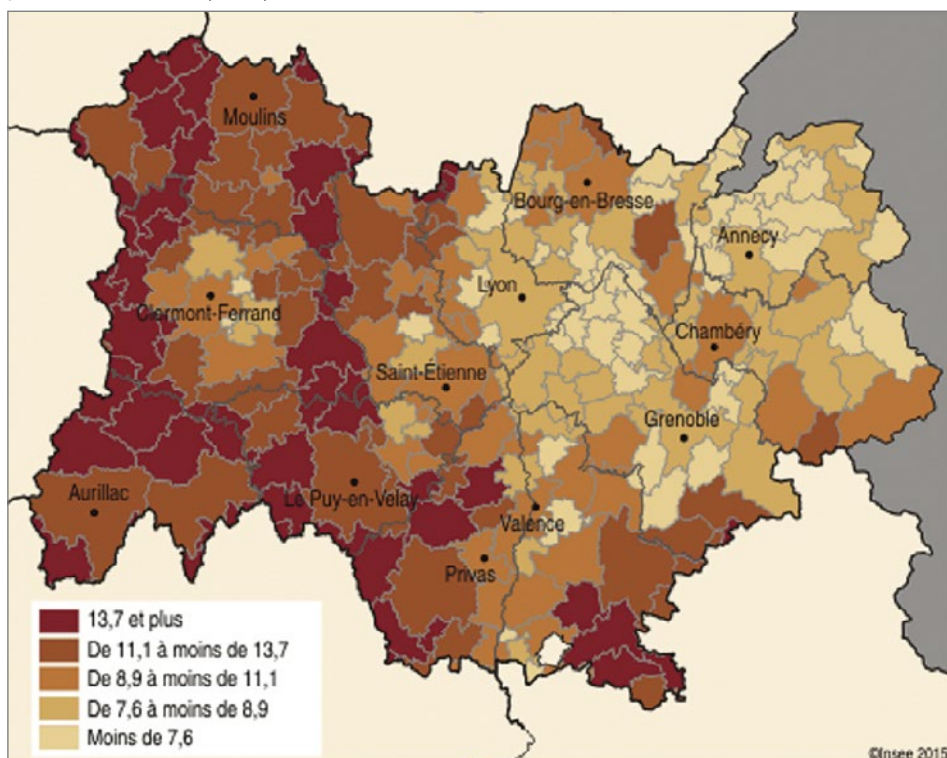 Moulins
Bourg-en-Bresse
Annecy
Lyon
Clermont-Ferrand
Chambéry
Saint-Étienne
Grenoble
Aurillac
Le Puy-en-Velay
Valence
Privas
13,7 et plus
De 11,1 à moins de 13,7
De 8,9 à moins de 11,1
De 7,6 à moins de 8,9
Moins de 7,6
©Insee 2015